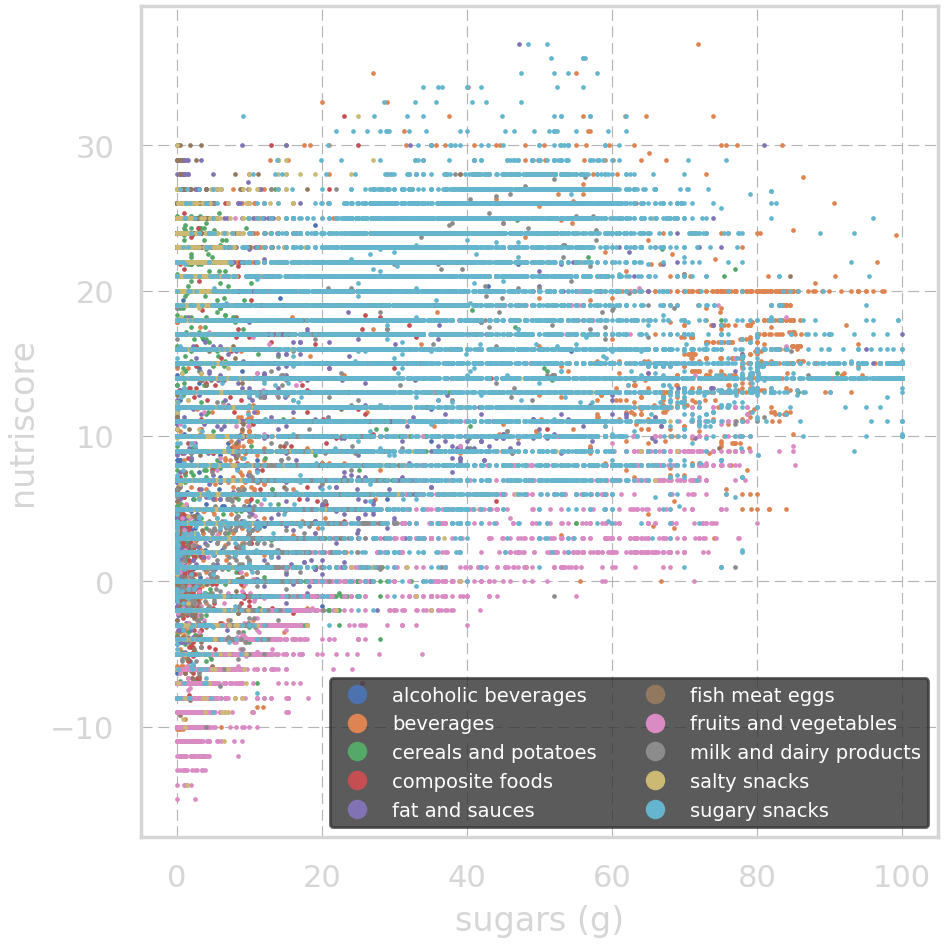 30
20
10
0
−10
nutriscore
alcoholic beverages
beverages
cereals and potatoes
composite foods
fat and sauces
fish meat eggs
fruits and vegetables
milk and dairy products
salty snacks
sugary snacks
0 20 40 60 80 100
sugars (g)